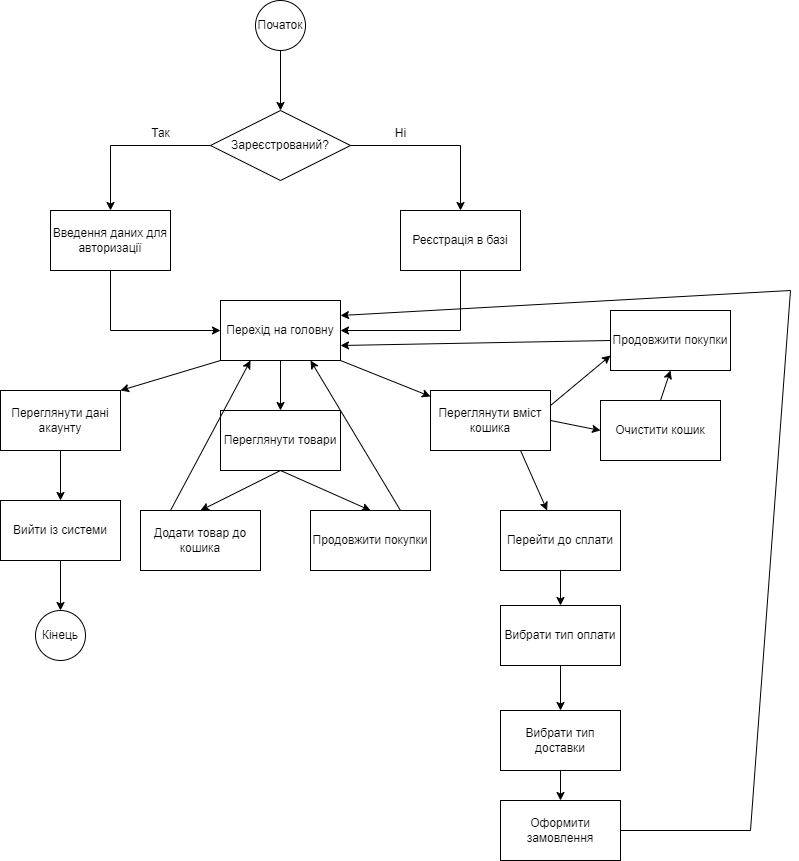 Початок
Так
Ні
Зареєстрований?
Введення даних для
авторизації
Реєстрація в базі
Перехід на головну
Продовжити покупки
Переглянути дані
акаунту
Переглянути товари
Переглянути вміст
кошика
Очистити кошик
Вийти із системи
Додати товар до
кошика
Продовжити покупки
Перейти до сплати
Кінець
Вибрати тип оплати
Вибрати тип
доставки
Оформити
замовлення